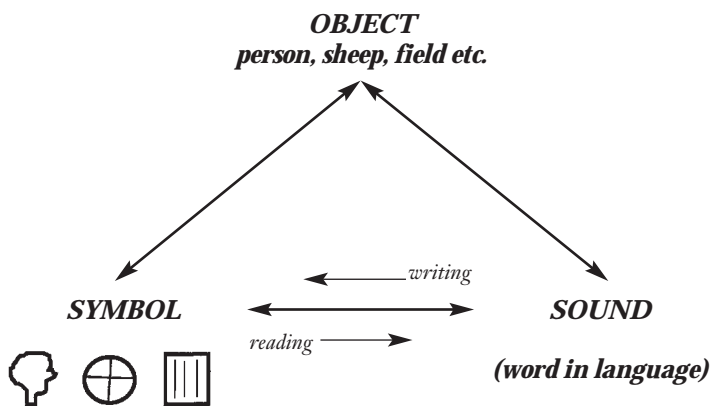 OBJECT
person, sheep, field etc.
writing
SYMBOL
SOUND
reading
(word in language)